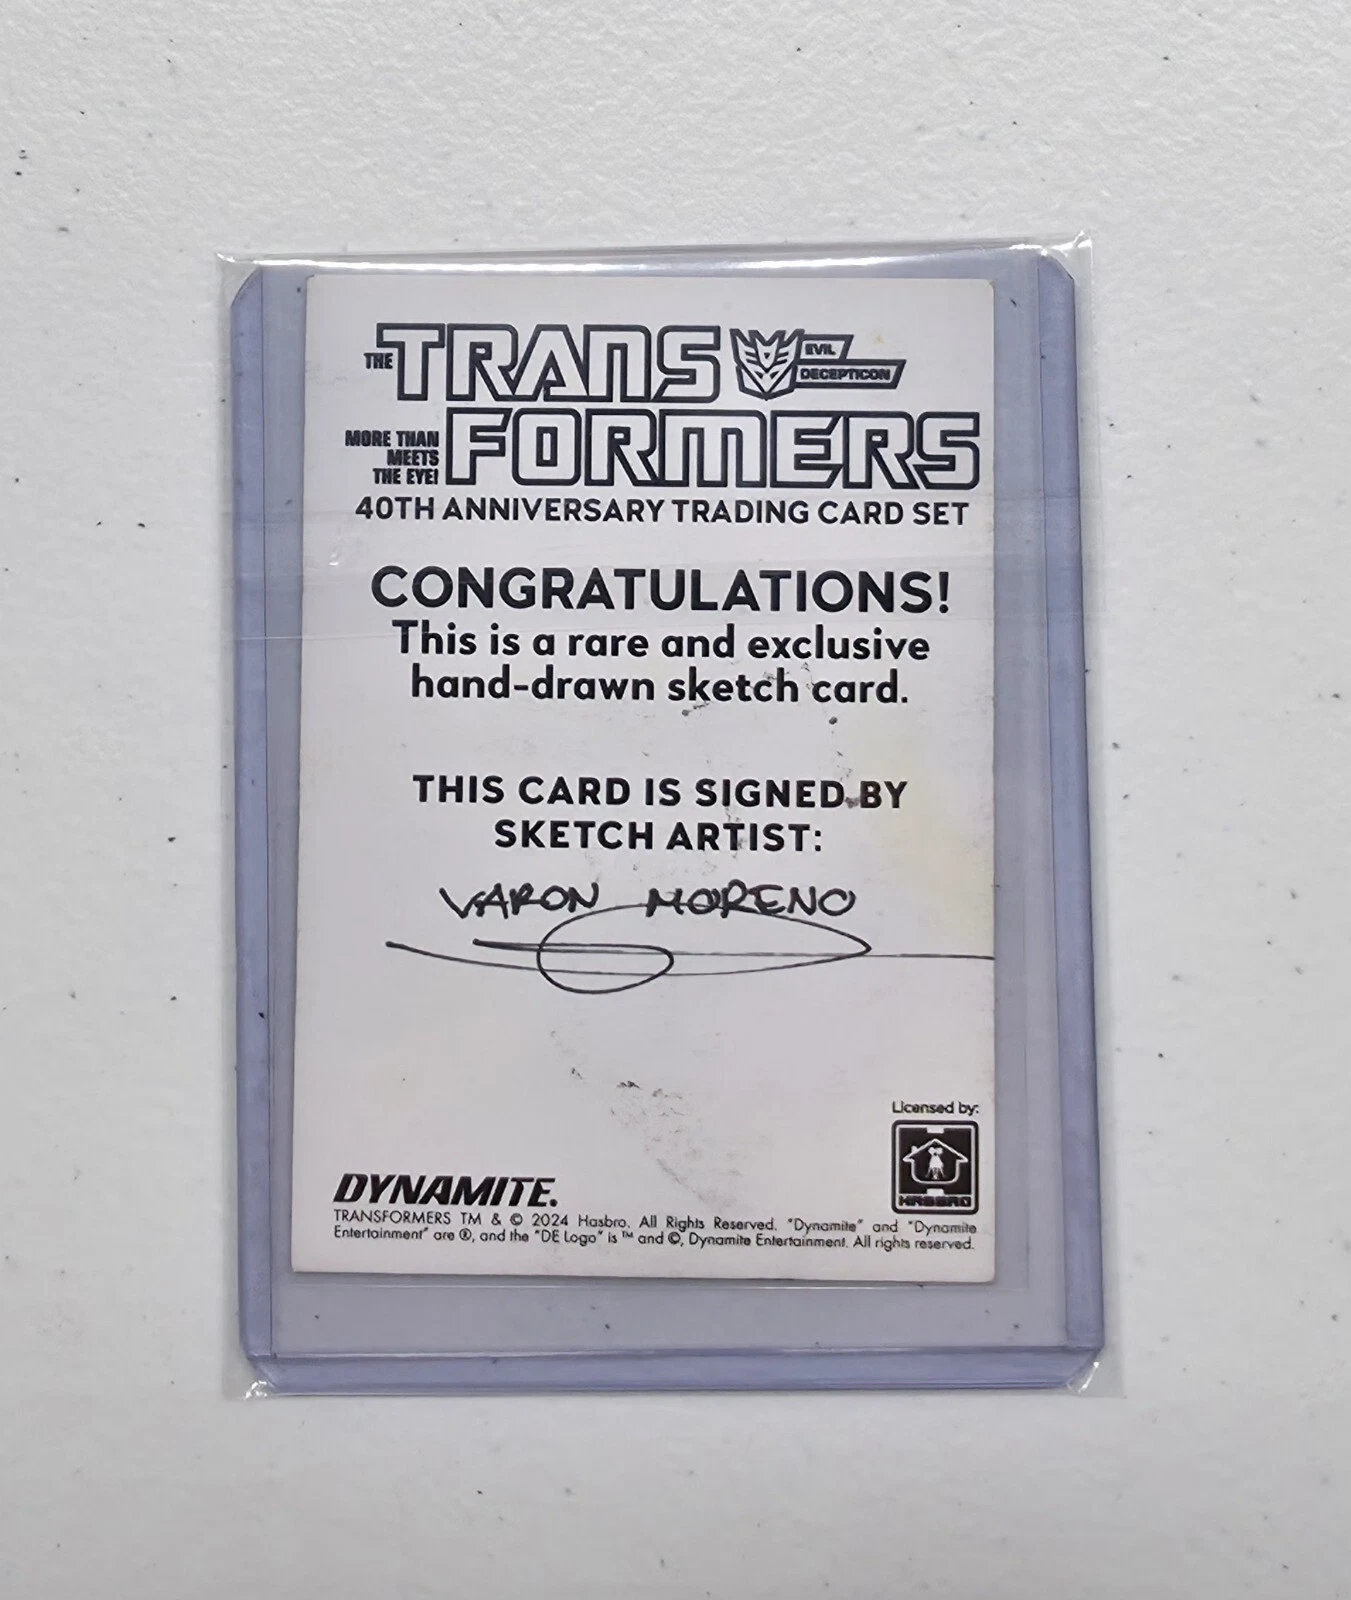 THE TRANS EVIL DECEPTICON
MORE THAN MEETS THE EYE! FORMERS
40TH ANNIVERSARY TRADING CARD SET
CONGRATULATIONS!
This is a rare and exclusive
hand-drawn sketch card.
THIS CARD IS SIGNED BY
SKETCH ARTIST:
VARON MORENO
Licensed by:
HASBRO
DYNAMITE.
TRANSFORMERS TM & © 2024 Hasbro. All Rights Reserved. "Dynamite" and "Dynamite
Entertainment" are ®, and the "DE Logo" is ™ and ©, Dynamite Entertainment. All rights reserved.